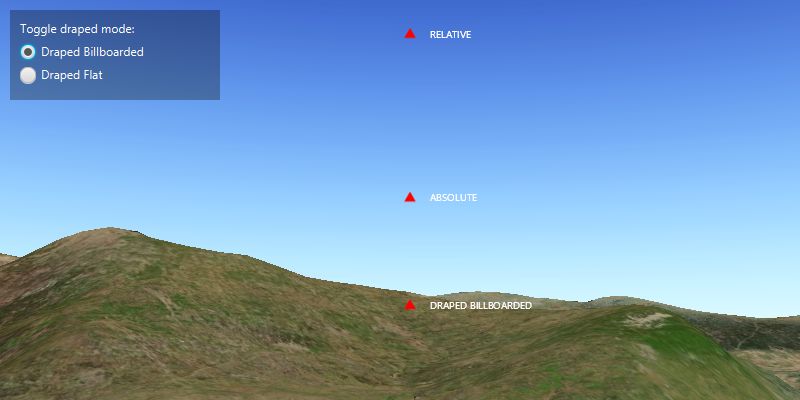 Toggle draped mode:
Draped Billboarded
Draped Flat
RELATIVE
ABSOLUTE
DRAPED BILLBOARDED